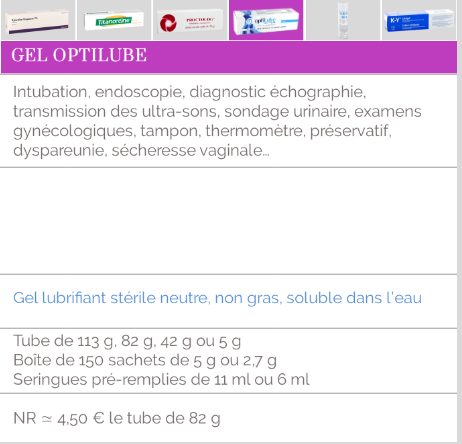 Titanoréïne
PROCTOLOG
optilube
K-Y
GEL OPTILUBE
Intubation, endoscopie, diagnostic échographie,
transmission des ultra-sons, sondage urinaire, examens
gynécologiques, tampon, thermomètre, préservatif,
dyspareunie, sécheresse vaginale...
Gel lubrifiant stérile neutre, non gras, soluble dans l'eau
Tube de 113 g, 82 g, 42 g ou 5 g
Boîte de 150 sachets de 5 g ou 2,7 g
Seringues pré-remplies de 11 ml ou 6 ml
NR ≃ 4,50 € le tube de 82 g